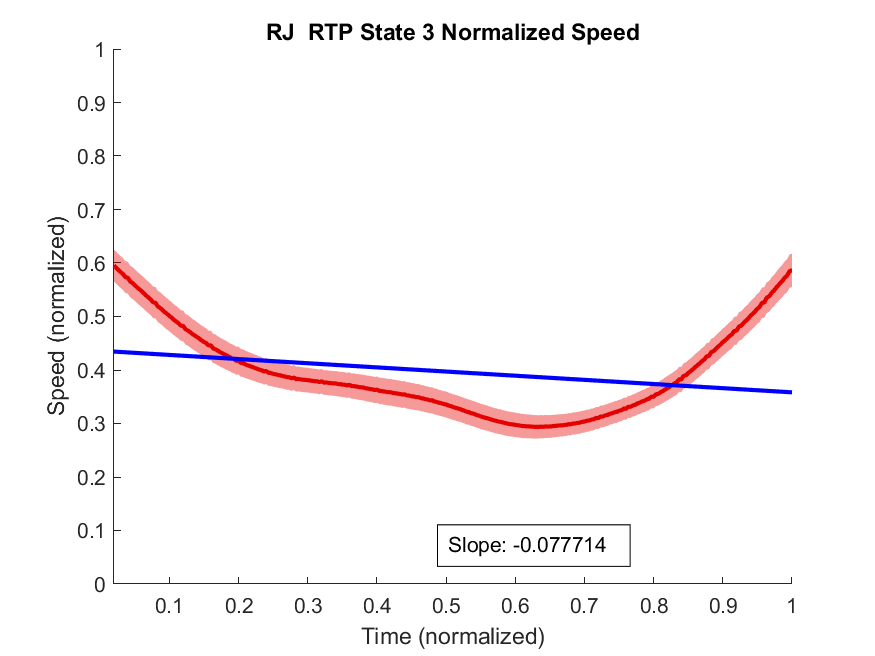 RJ  RTP State 3 Normalized Speed
1
0.9
0.8
0.7
0.6
0.5
0.4
0.3
0.2
0.1
0
Speed (normalized)
Slope: -0.077714
0.1 0.2 0.3 0.4 0.5 0.6 0.7 0.8 0.9 1
Time (normalized)